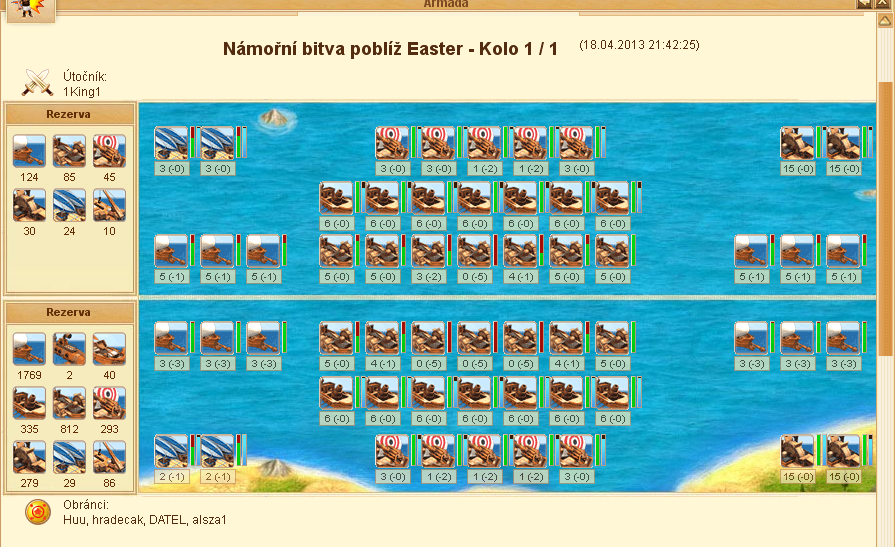 Armáda
Námořní bitva poblíž Easter - Kolo 1 / 1 (18.04.2013 21:42:25)
Útočník:
1King1
Rezerva
124 85 45
30 24 10
3 (-0) 3 (-0) 3 (-0) 3 (-0) 1 (-2) 1 (-2) 3 (-0) 15 (-0) 15 (-0)
6 (-0) 6 (-0) 6 (-0) 6 (-0) 6 (-0) 6 (-0) 6 (-0)
5 (-1) 5 (-1) 5 (-1) 5 (-0) 5 (-0) 3 (-2) 0 (-5) 4 (-1) 5 (-0) 5 (-0) 5 (-1) 5 (-1) 5 (-1)
Rezerva
1769 2 40
335 812 293
279 29 86
3 (-3) 3 (-3) 3 (-3) 5 (-0) 4 (-1) 0 (-5) 0 (-5) 0 (-5) 4 (-1) 5 (-0) 3 (-3) 3 (-3) 3 (-3)
6 (-0) 6 (-0) 6 (-0) 6 (-0) 6 (-0) 6 (-0) 6 (-0)
2 (-1) 2 (-1) 3 (-0) 1 (-2) 1 (-2) 1 (-2) 3 (-0) 15 (-0) 15 (-0)
Obránci:
Huu, hradecak, DATEL, alsza1